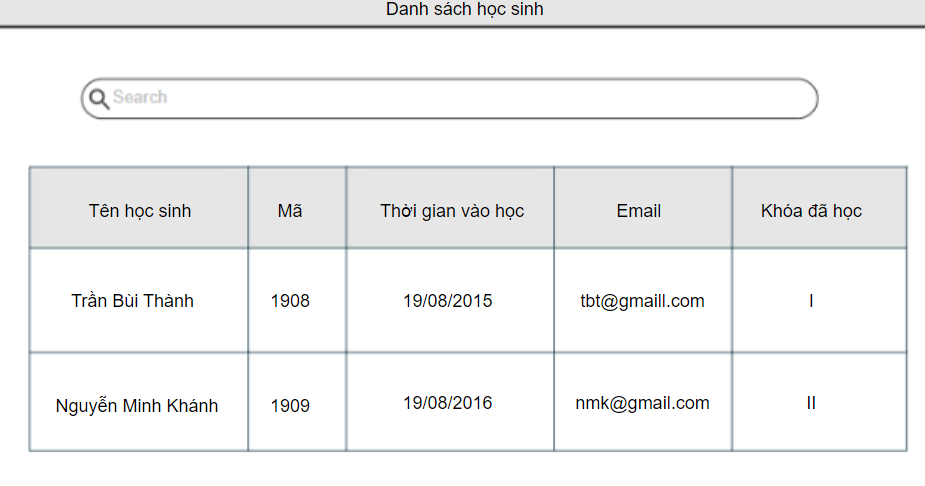 Danh sách học sinh
Search
Tên học sinh Mã Thời gian vào học Email Khóa đã học
Trần Bùi Thành 1908 19/08/2015 tbt@gmaill.com I
Nguyễn Minh Khánh 1909 19/08/2016 nmk@gmail.com II